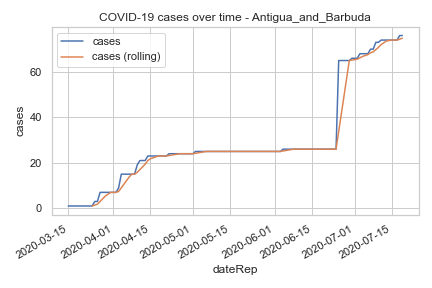 COVID-19 cases over time - Antigua_and_Barbuda
cases
cases (rolling)
cases
60
40
20
0
2020-03-15
2020-04-01
2020-04-15
2020-05-01
2020-05-15
2020-06-01
2020-06-15
2020-07-01
2020-07-15
dateRep